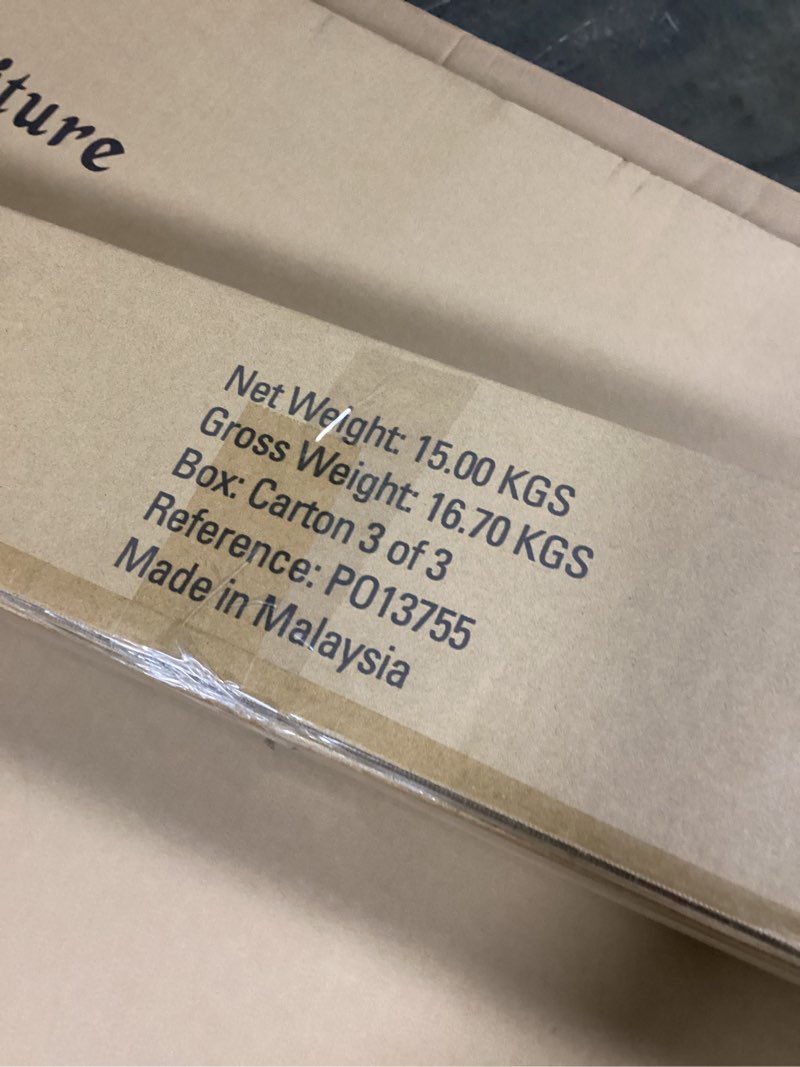 Net Weight: 15.00 KGS
Gross Weight: 16.70 KGS
Box: Carton 3 of 3
Reference: PO13755
Made in Malaysia